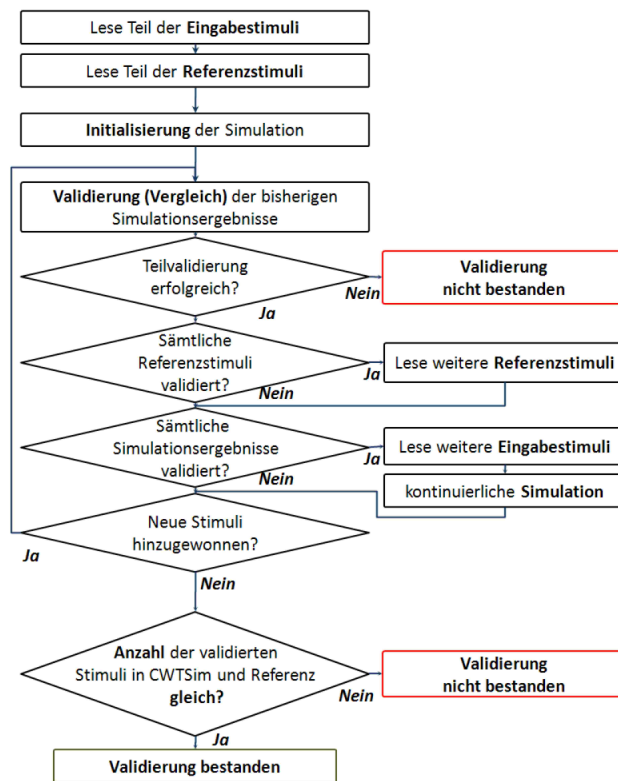 Lese Teil der Eingabestimuli
Lese Teil der Referenzstimuli
Initialisierung der Simulation
Validierung (Vergleich) der bisherigen
Simulationsergebnisse
Teilvalidierung
erfolgreich?
Nein
Validierung
nicht bestanden
Ja
Sämtliche
Referenzstimuli
validiert?
Ja
Lese weitere Referenzstimuli
Nein
Sämtliche
Simulationsergebnisse
validiert?
Ja
Lese weitere Eingabestimuli
Nein
kontinuierliche Simulation
Neue Stimuli
hinzugewonnen?
Ja
Nein
Anzahl der validierten
Stimuli in CWTSim und Referenz
gleich?
Nein
Validierung
nicht bestanden
Ja
Validierung bestanden